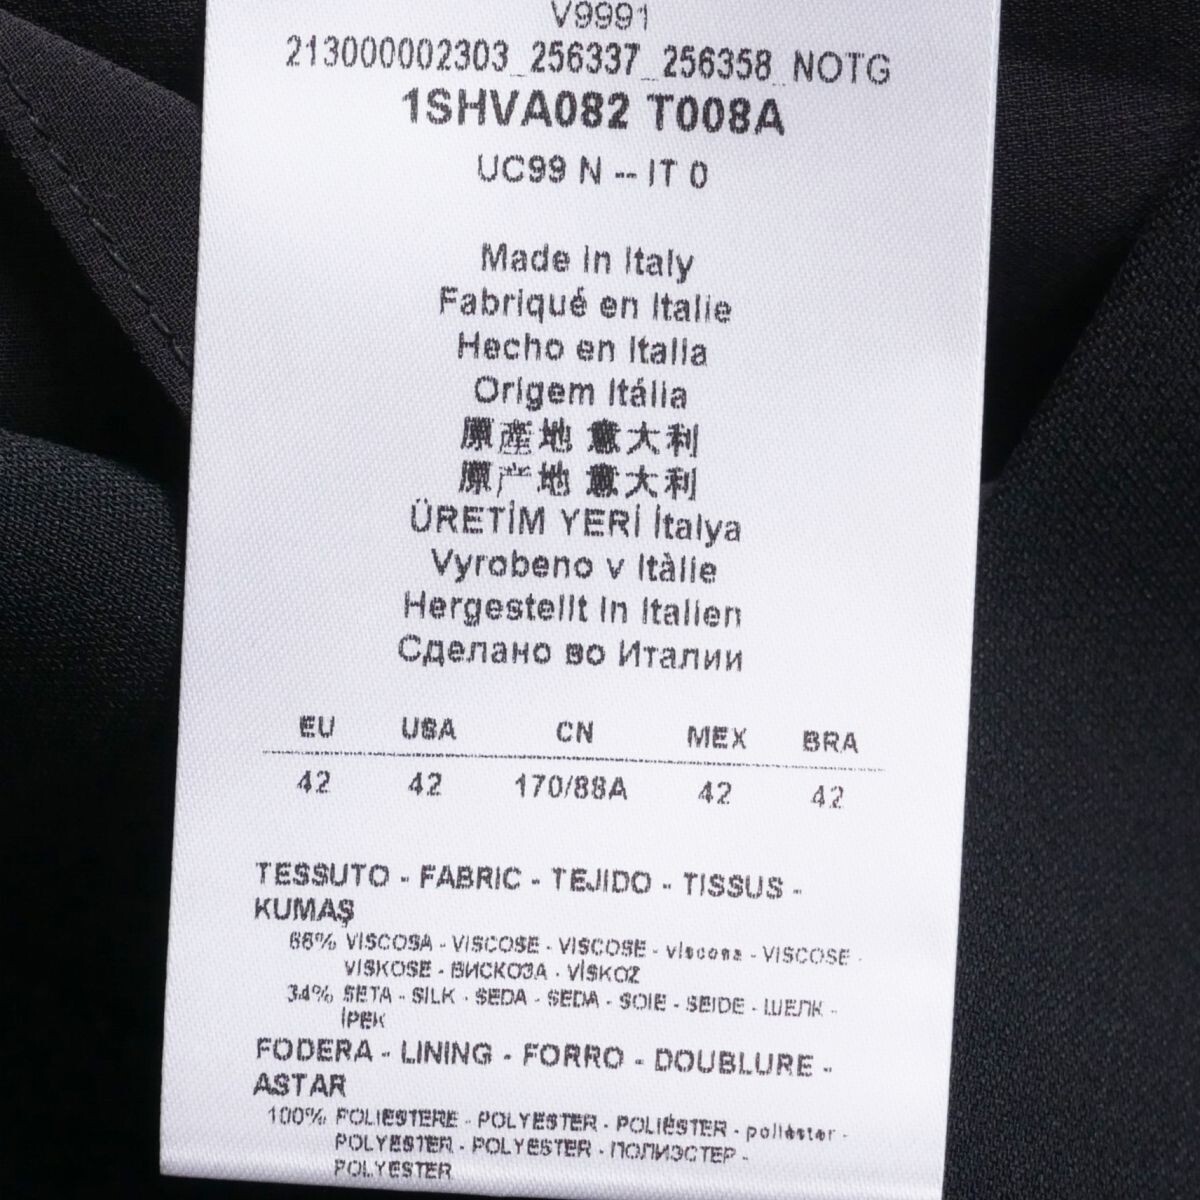 V9991
213000002303_256337_256358_NOTG
1SHVA082 T008A
UC99 N -- IT 0
Made in Italy
Fabriqué en Italie
Hecho en Italia
Origem Itália
原産地 意大利
原产地 意大利
ÜRETİM YERİ İtalya
Vyrobeno v Itàlie
Hergestellt in Italien
Сделано во Италии
EU USA CN MEX BRA
42 42 170/88A 42 42
TESSUTO - FABRIC - TEJIDO - TISSUS -
KUMAŞ
66% VISCOSA - VISCOSE - VISCOSE - viscosa - VISCOSE -
VISKOSE - ВИСКОЗА - VİSKOZ
34% SETA - SILK - SEDA - SEDA - SOIE - SEIDE - ШЕЛК -
İPEK
FODERA - LINING - FORRO - DOUBLURE -
ASTAR
100% POLIESTERE - POLYESTER - POLIÉSTER - poliéster -
POLYESTER - POLYESTER - ПОЛИЭСТЕР -
POLYESTER